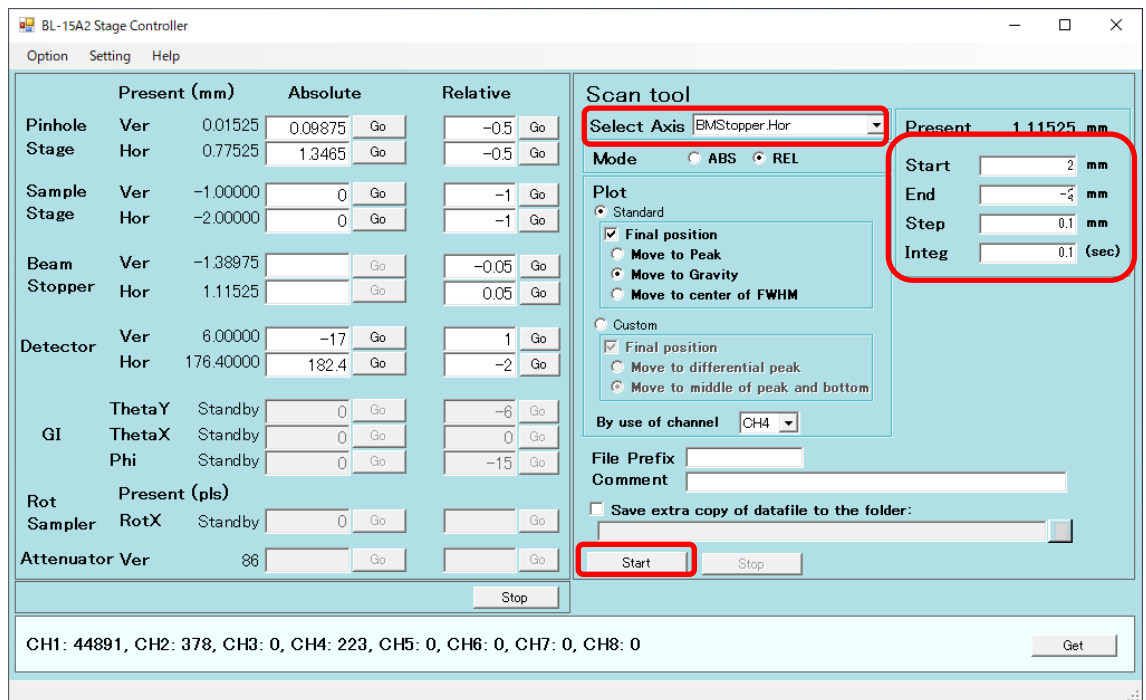 BL-15A2 Stage Controller
Option Setting Help
Present (mm) Absolute Relative
Pinhole Stage
Ver 0.01525 0.09875 Go -0.5 Go
Hor 0.77525 1.3465 Go -0.5 Go
Sample Stage
Ver -1.00000 0 Go -1 Go
Hor -2.00000 0 Go -1 Go
Beam Stopper
Ver -1.38975 Go -0.05 Go
Hor 1.11525 Go 0.05 Go
Detector
Ver 6.00000 -17 Go 1 Go
Hor 176.40000 182.4 Go -2 Go
GI
ThetaY Standby 0 Go -6 Go
ThetaX Standby 0 Go 0 Go
Phi Standby 0 Go -15 Go
Present (pls)
Rot Sampler
RotX Standby 0 Go Go
Attenuator Ver 86 Go Go
Stop
Scan tool
Select Axis BMStopper.Hor
Mode ABS REL
Plot
Standard
Final position
Move to Peak
Move to Gravity
Move to center of FWHM
Custom
Final position
Move to differential peak
Move to middle of peak and bottom
By use of channel CH4
Present 1.11525 mm
Start 2 mm
End mm
Step 0.1 mm
Integ 0.1 (sec)
File Prefix
Comment
Save extra copy of datafile to the folder:
Start Stop
CH1: 44891, CH2: 378, CH3: 0, CH4: 223, CH5: 0, CH6: 0, CH7: 0, CH8: 0
Get